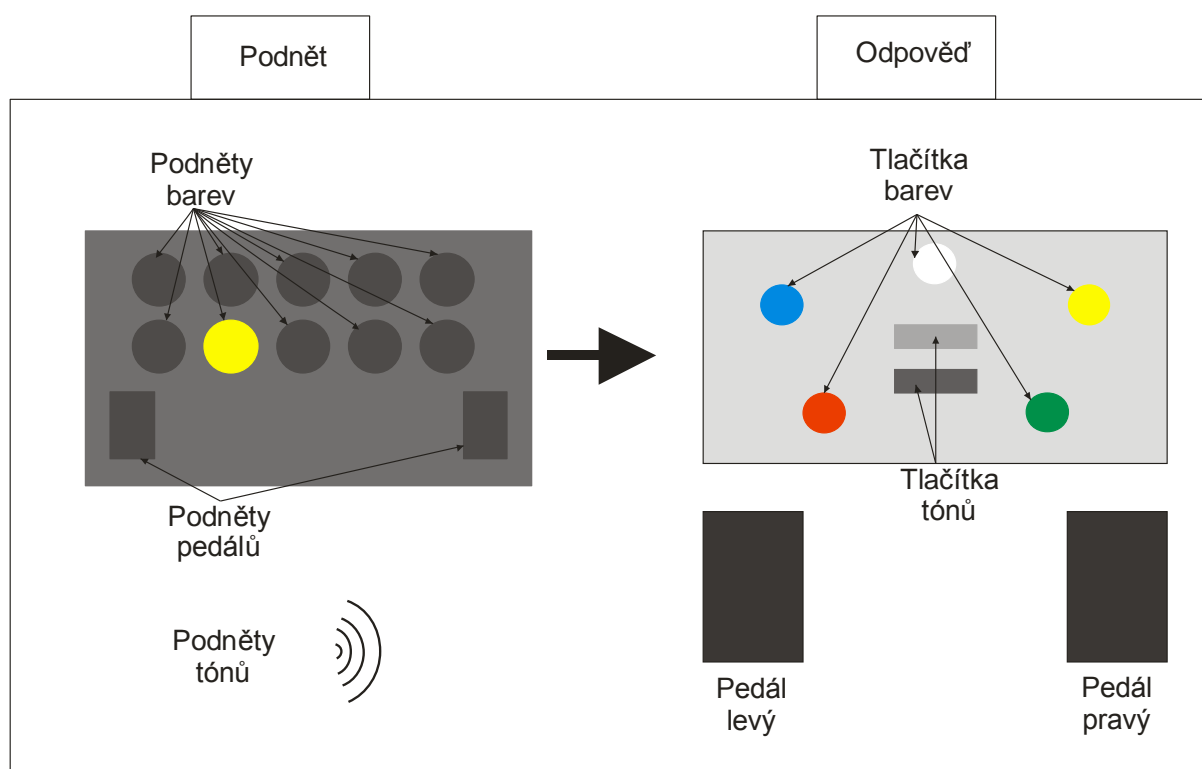 Podnět
Odpověď
Podněty
barev
Tlačítka
barev
Podněty
pedálů
Tlačítka
tónů
Podněty
tónů
Pedál
levý
Pedál
pravý